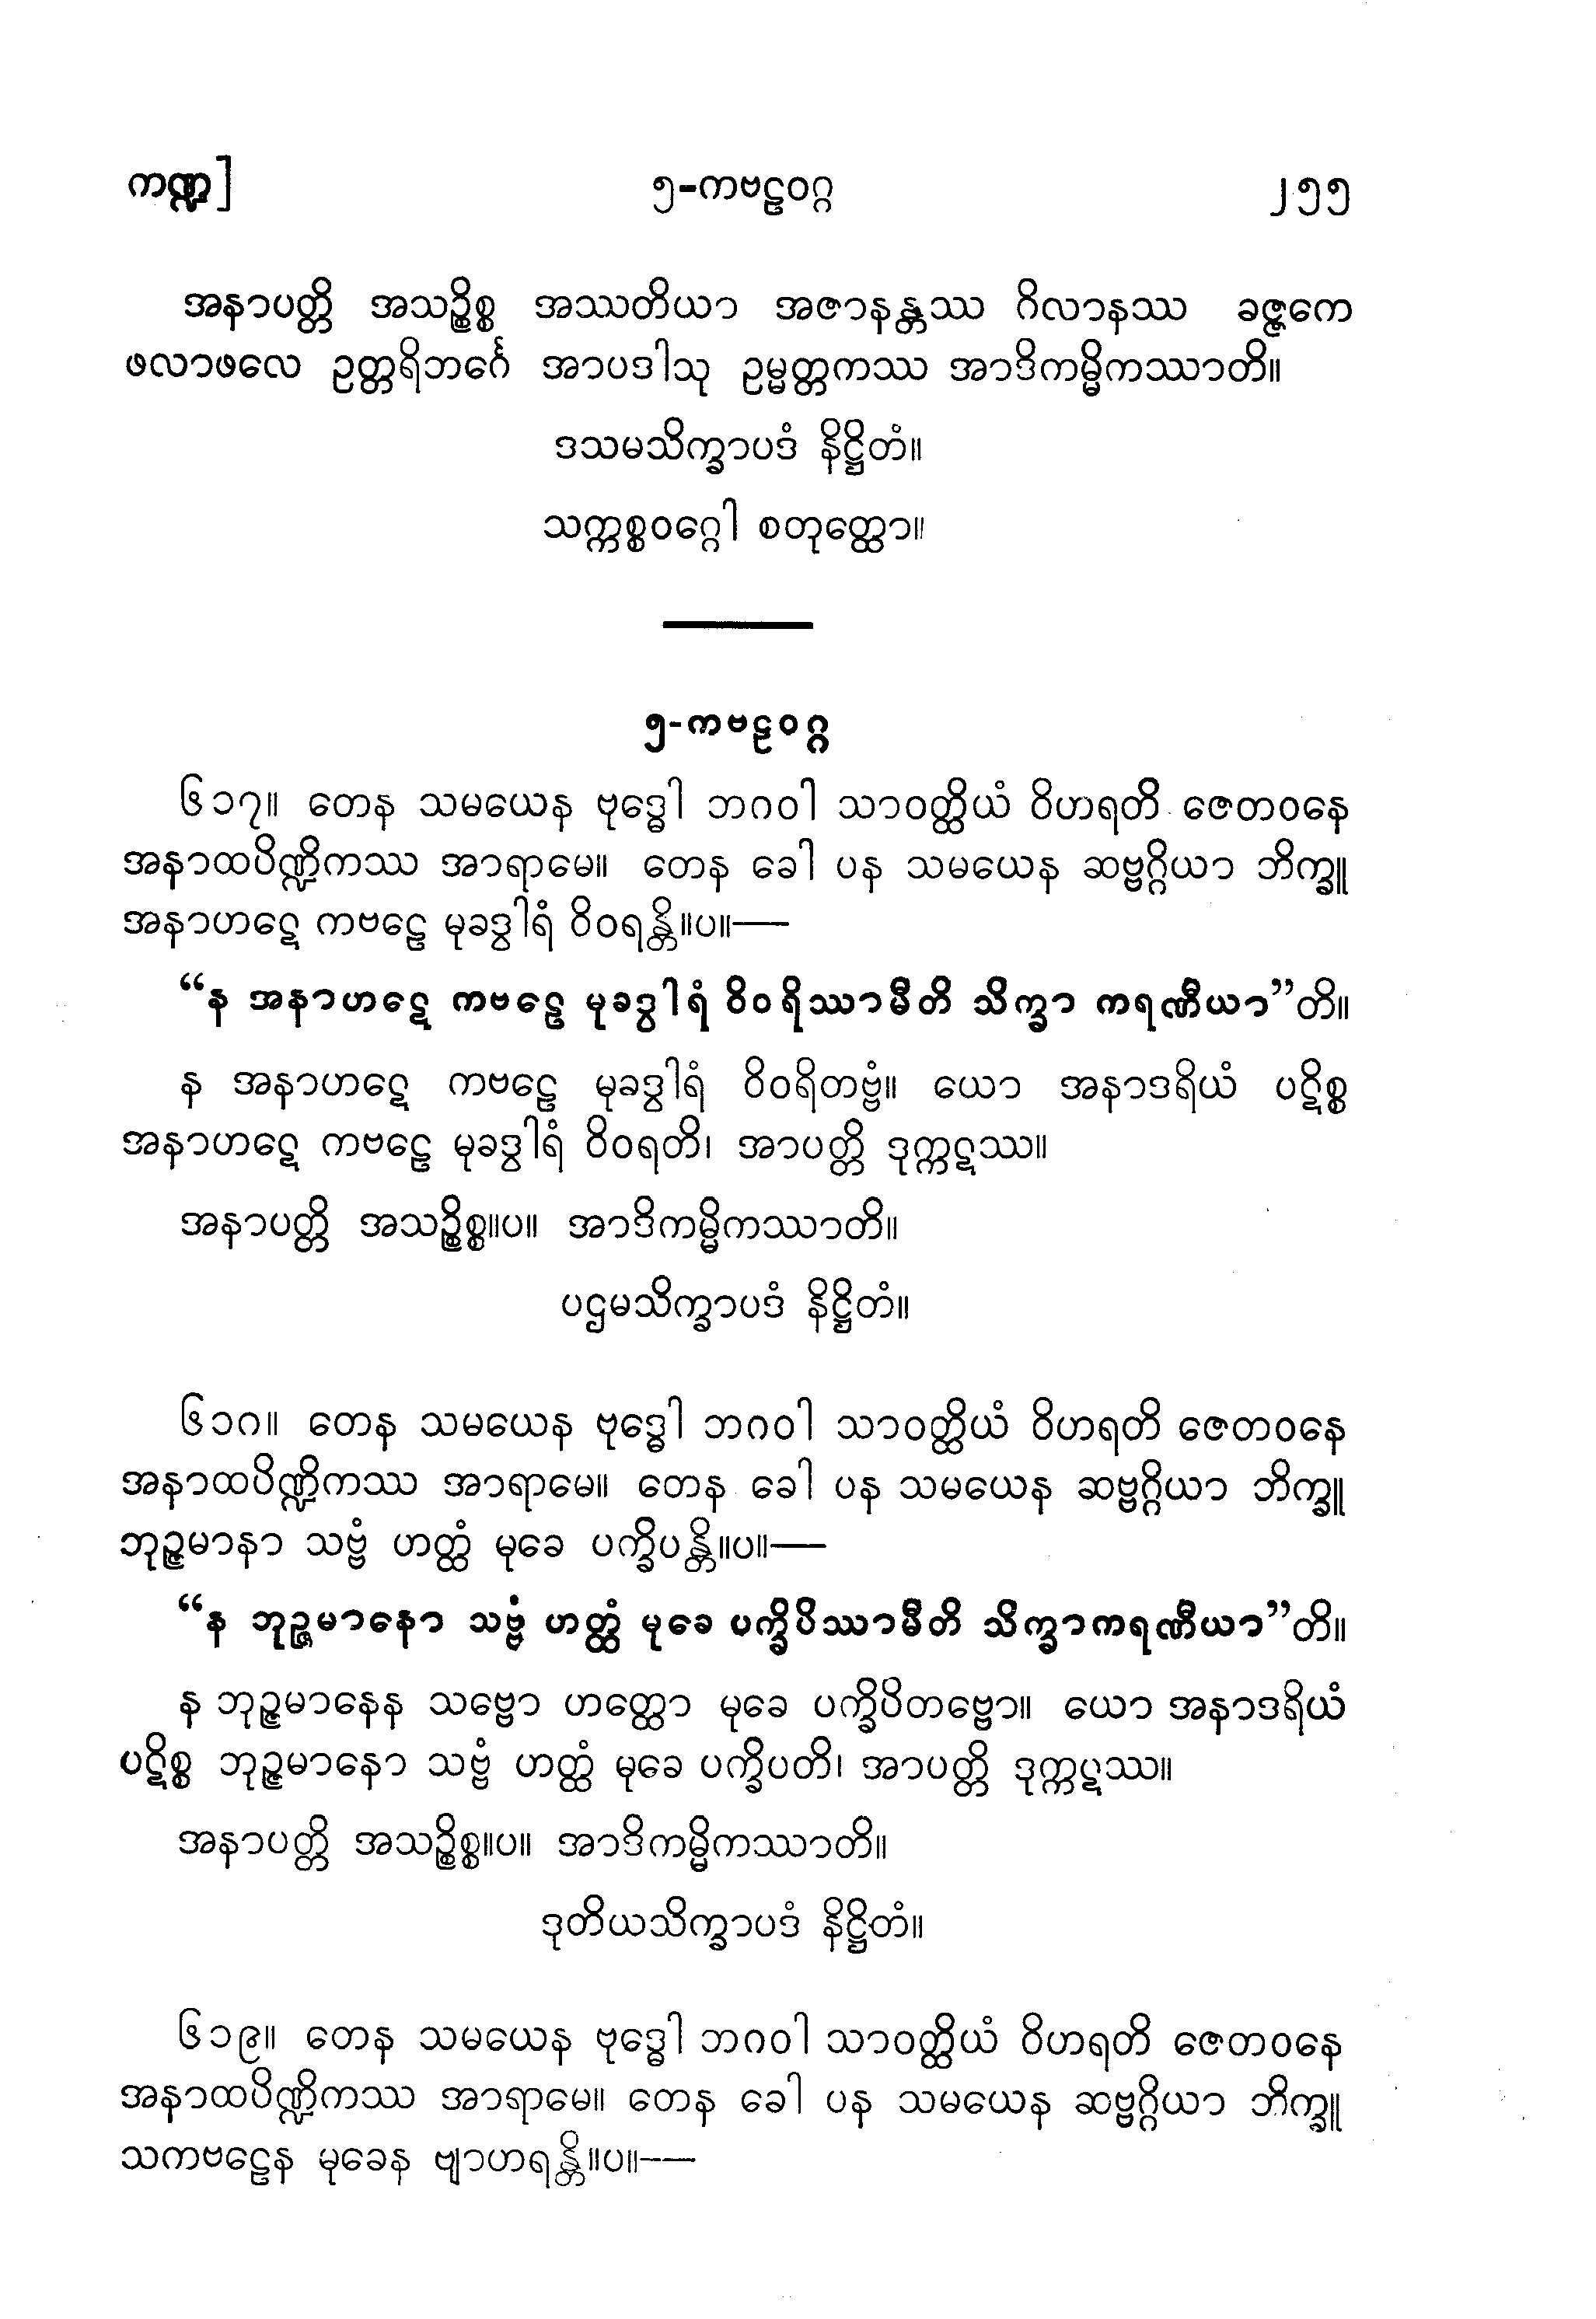 ကဏ္ဍ]
၅-ကဗဠဝဂ္ဂ
၂၅၅
အနာပတ္တိ အသဉ္စိစ္စ အဿတိယာ အဇာနန္တဿ ဂိလာနဿ ခဇ္ဇကေ
ဖလာဖလေ ဥတ္တရိဘင်္ဂေ အာပဒါသု ဥမ္မတ္တကဿ အာဒိကမ္မိကဿာတိ။
ဒသမသိက္ခာပဒံ နိဋ္ဌိတံ။
သက္ကစ္စဝဂ္ဂေါ စတုတ္ထော။
၅-ကဗဠဝဂ္ဂ
၆၁၇။ တေန သမယေန ဗုဒ္ဓေါ ဘဂဝါ သာဝတ္ထိယံ ဝိဟရတိ ဇေတဝနေ
အနာထပိဏ္ဍိကဿ အာရာမေ။ တေန ခေါ ပန သမယေန ဆဗ္ဗဂ္ဂိယာ ဘိက္ခူ
အနာဟဋေ ကဗဠေ မုခဒွါရံ ဝိဝရန္တိ။ပ။—
“န အနာဟဋေ ကဗဠေ မုခဒွါရံ ဝိဝရိဿာမီတိ သိက္ခာ ကရဏီယာ”တိ။
န အနာဟဋေ ကဗဠေ မုခဒွါရံ ဝိဝရိတဗ္ဗံ။ ယော အနာဒရိယံ ပဋိစ္စ
အနာဟဋေ ကဗဠေ မုခဒွါရံ ဝိဝရတိ၊ အာပတ္တိ ဒုက္ကဋဿ။
အနာပတ္တိ အသဉ္စိစ္စ။ပ။ အာဒိကမ္မိကဿာတိ။
ပဌမသိက္ခာပဒံ နိဋ္ဌိတံ။
၆၁၈။ တေန သမယေန ဗုဒ္ဓေါ ဘဂဝါ သာဝတ္ထိယံ ဝိဟရတိ ဇေတဝနေ
အနာထပိဏ္ဍိကဿ အာရာမေ။ တေန ခေါ ပန သမယေန ဆဗ္ဗဂ္ဂိယာ ဘိက္ခူ
ဘုဉ္ဇမာနာ သဗ္ဗံ ဟတ္ထံ မုခေ ပက္ခိပန္တိ။ပ။—
“န ဘုဉ္ဇမာနော သဗ္ဗံ ဟတ္ထံ မုခေ ပက္ခိပိဿာမီတိ သိက္ခာကရဏီယာ”တိ။
န ဘုဉ္ဇမာနေန သဗ္ဗော ဟတ္ထော မုခေ ပက္ခိပိတဗ္ဗော။ ယော အနာဒရိယံ
ပဋိစ္စ ဘုဉ္ဇမာနော သဗ္ဗံ ဟတ္ထံ မုခေ ပက္ခိပတိ၊ အာပတ္တိ ဒုက္ကဋဿ။
အနာပတ္တိ အသဉ္စိစ္စ။ပ။ အာဒိကမ္မိကဿာတိ။
ဒုတိယသိက္ခာပဒံ နိဋ္ဌိတံ။
၆၁၉။ တေန သမယေန ဗုဒ္ဓေါ ဘဂဝါ သာဝတ္ထိယံ ဝိဟရတိ ဇေတဝနေ
အနာထပိဏ္ဍိကဿ အာရာမေ။ တေန ခေါ ပန သမယေန ဆဗ္ဗဂ္ဂိယာ ဘိက္ခူ
သကဗဠေန မုခေန ဗျာဟရန္တိ။ပ။—